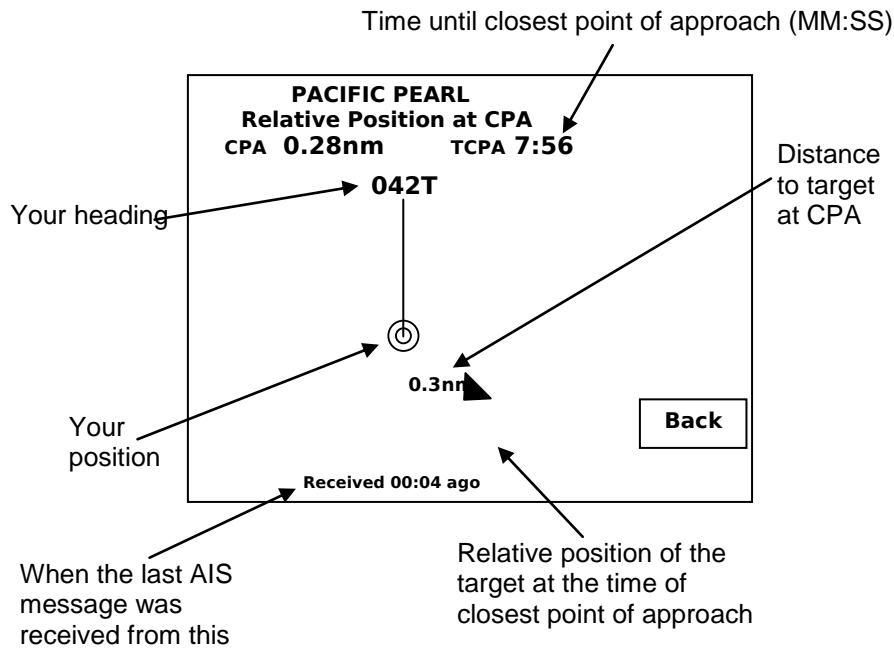 Time until closest point of approach (MM:SS)
PACIFIC PEARL
Relative Position at CPA
CPA 0.28nm TCPA 7:56
042T
Your heading
Distance
to target
at CPA
0.3nm
Your
position
Back
Received 00:04 ago
When the last AIS
message was
received from this
Relative position of the
target at the time of
closest point of approach